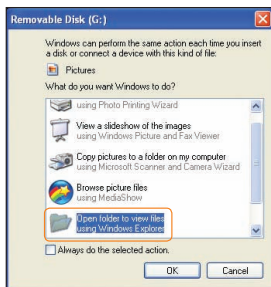 Removable Disk (G:)
Windows can perform the same action each time you insert
a disk or connect a device with this kind of file:
Pictures
What do you want Windows to do?
using Photo Printing Wizard
View a slideshow of the images
using Windows Picture and Fax Viewer
Copy pictures to a folder on my computer
using Microsoft Scanner and Camera Wizard
Browse picture files
using MediaShow
Open folder to view files
using Windows Explorer
Always do the selected action.
OK
Cancel